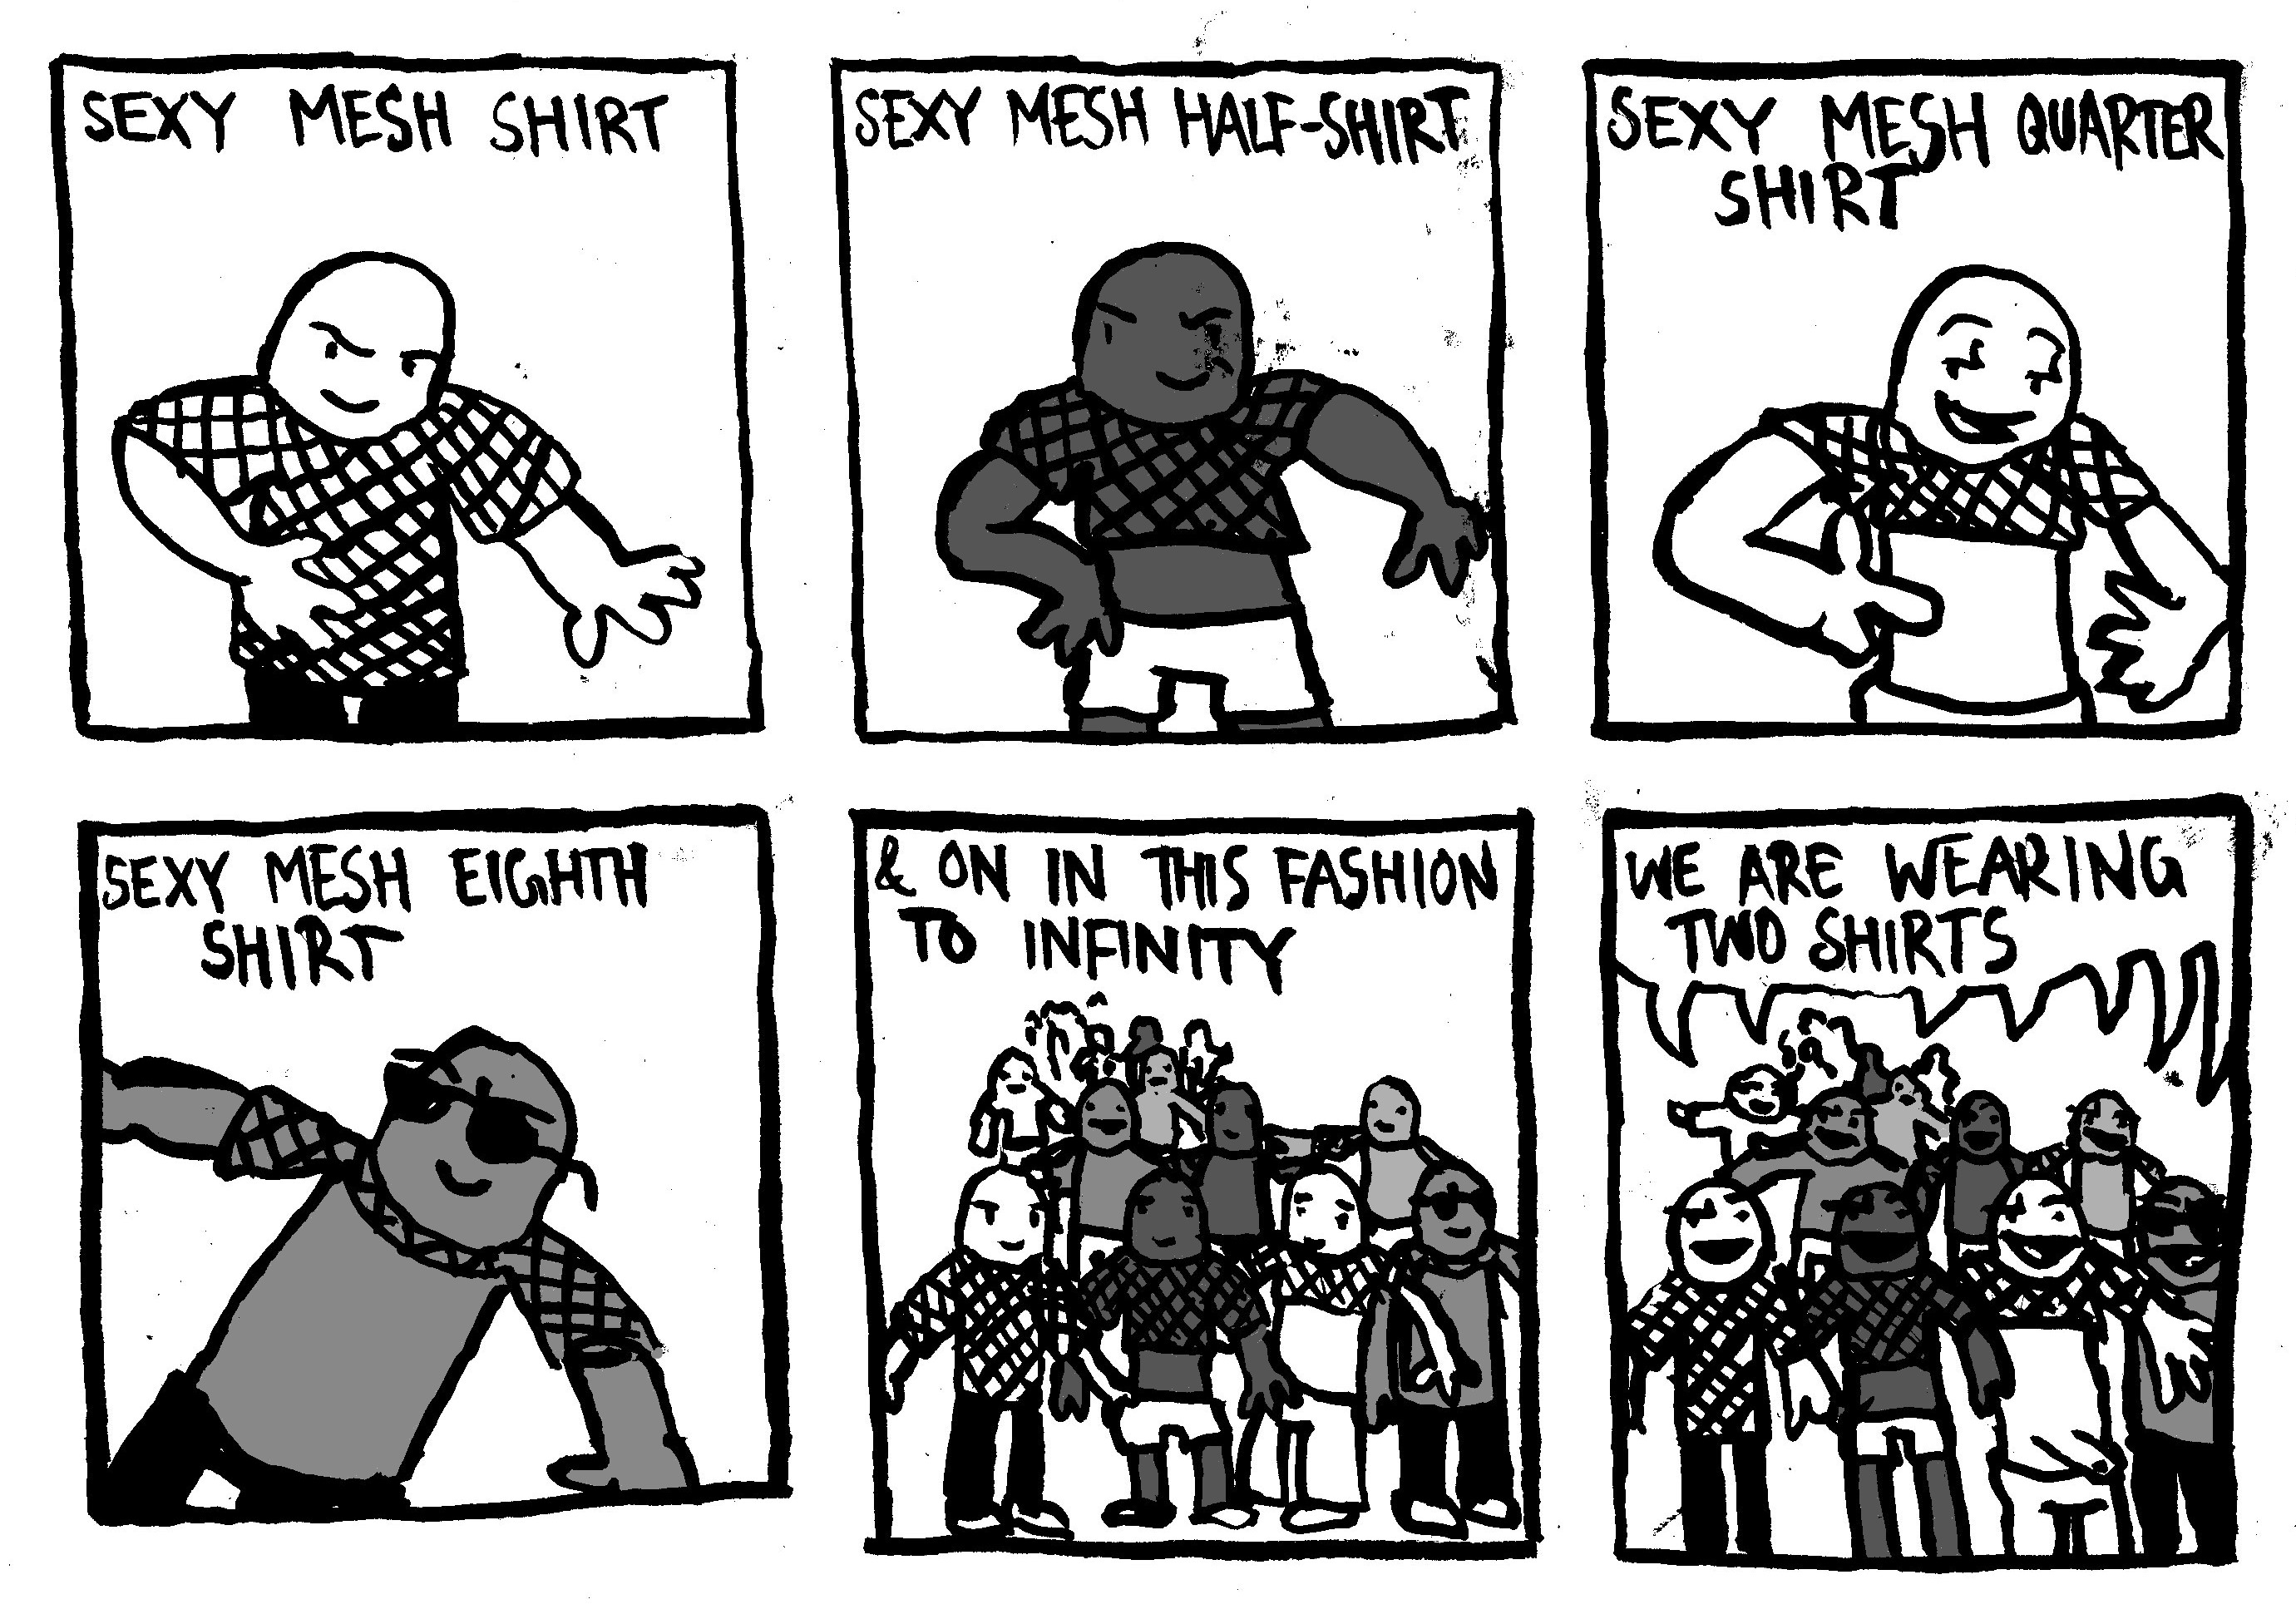 SEXY MESH SHIRT
SEXY MESH HALF-SHIRT
SEXY MESH QUARTER
SHIRT
SEXY MESH EIGHTH
SHIRT
& ON IN THIS FASHION
TO INFINITY
WE ARE WEARING
TWO SHIRTS